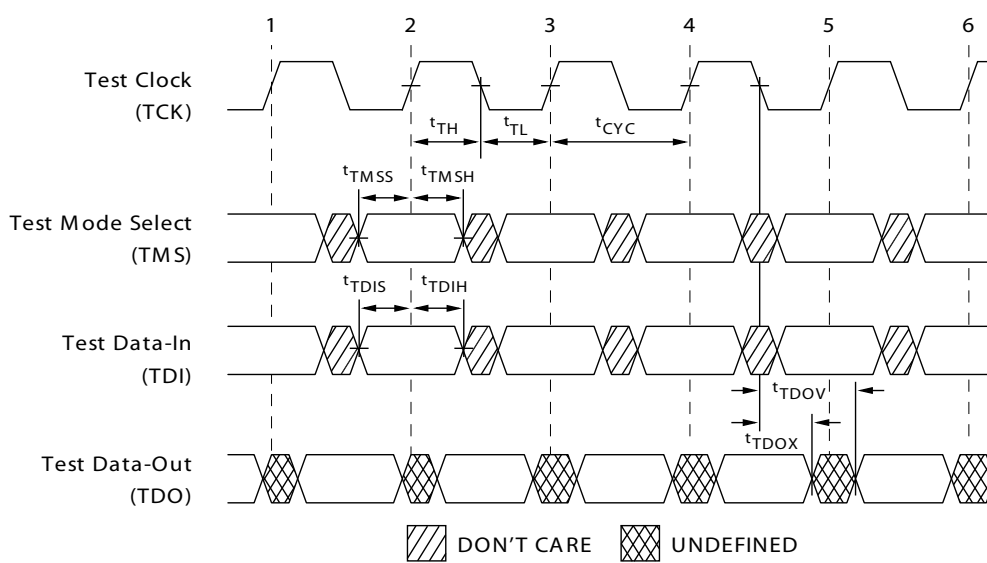 1 2 3 4 5 6
Test Clock
(TCK)
tTH tTL tCYC
tTMSS tTMSH
Test Mode Select
(TMS)
tTDIS tTDIH
Test Data-In
(TDI)
tTDOV
tTDOX
Test Data-Out
(TDO)
DON'T CARE UNDEFINED